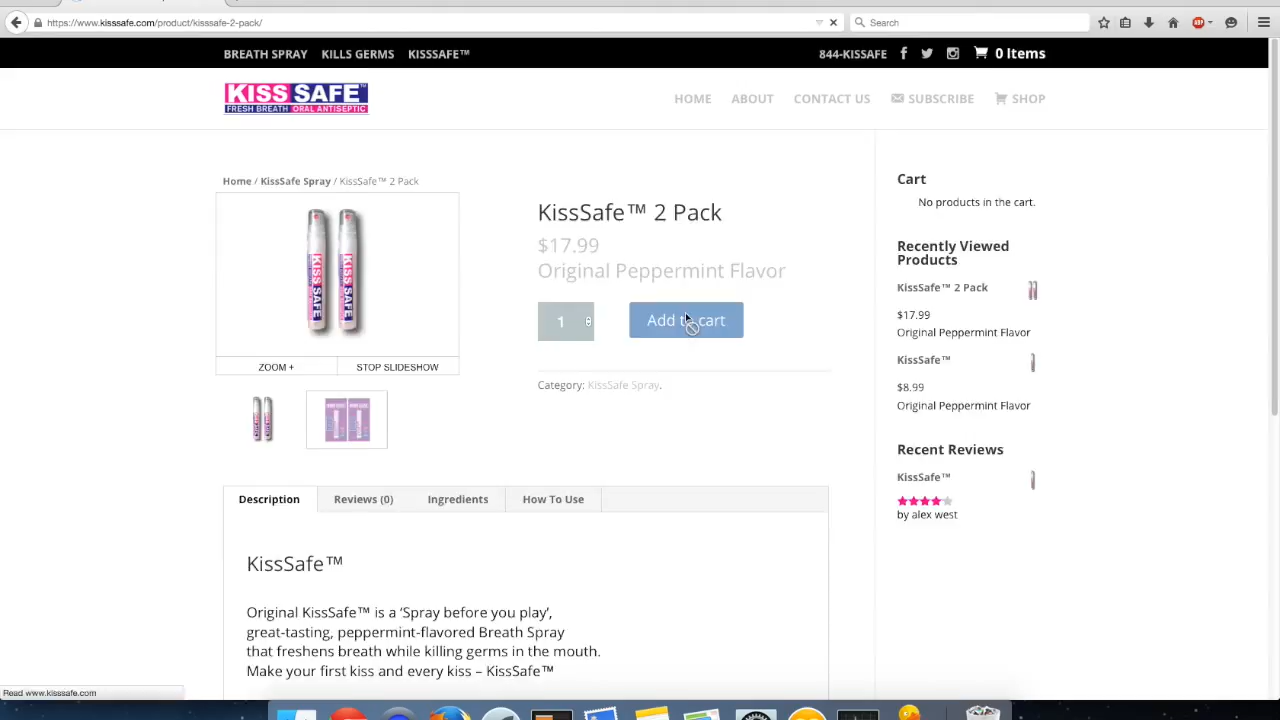 https://www.kisssafe.com/product/kisssafe-2-pack/
Search
BREATH SPRAY KILLS GERMS KISSSAFE™
844-KISSAFE 0 Items
KISS SAFE™
FRESH BREATH ORAL ANTISEPTIC
HOME ABOUT CONTACT US SUBSCRIBE SHOP
Home / KissSafe Spray / KissSafe™ 2 Pack
KISS SAFE
KISS SAFE
ZOOM + STOP SLIDESHOW
KissSafe™ 2 Pack
$17.99
Original Peppermint Flavor
1
Add to cart
Category: KissSafe Spray.
Description Reviews (0) Ingredients How To Use
KissSafe™
Original KissSafe™ is a ‘Spray before you play’,
great-tasting, peppermint-flavored Breath Spray
that freshens breath while killing germs in the mouth.
Make your first kiss and every kiss – KissSafe™
Cart
No products in the cart.
Recently Viewed
Products
KissSafe™ 2 Pack
$17.99
Original Peppermint Flavor
KissSafe™
$8.99
Original Peppermint Flavor
Recent Reviews
KissSafe™
by alex west
Read www.kisssafe.com